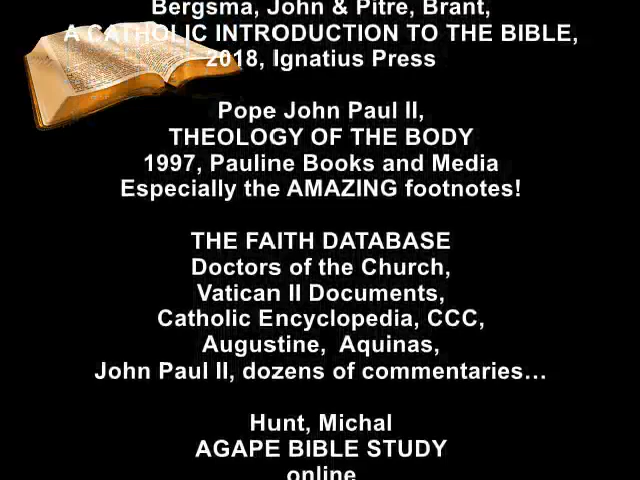 Bergsma, John & Pitre, Brant,
A CATHOLIC INTRODUCTION TO THE BIBLE,
2018, Ignatius Press
Pope John Paul II,
THEOLOGY OF THE BODY
1997, Pauline Books and Media
Especially the AMAZING footnotes!
THE FAITH DATABASE
Doctors of the Church,
Vatican II Documents,
Catholic Encyclopedia, CCC,
Augustine,  Aquinas,
John Paul II, dozens of commentaries…
Hunt, Michal
AGAPE BIBLE STUDY
online